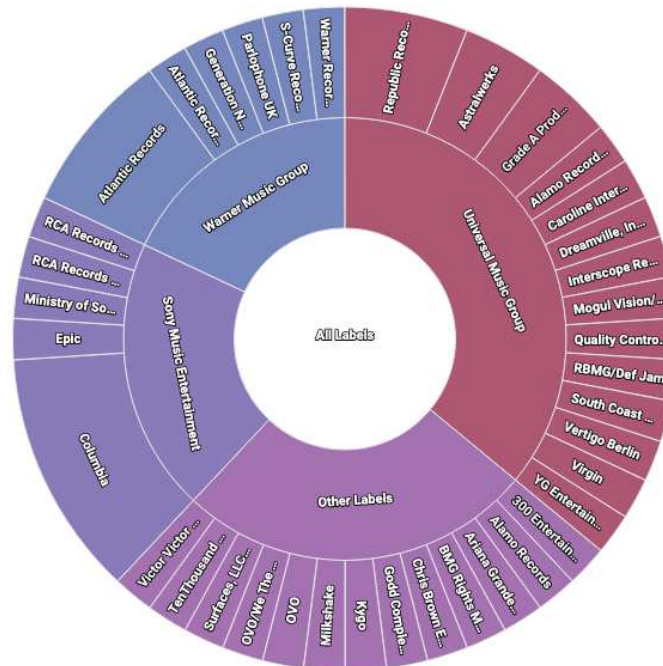 All Labels
Universal Music Group
Other Labels
Sony Music Entertainment
Warner Music Group
Republic Reco...
Astralwerks
Grade A Prod...
Alamo Record...
Caroline Inter...
Dreamville, In...
Interscope Re...
Mogul Vision/...
Quality Contro...
RBMG/Def Jam
South Coast ...
Vertigo Berlin
Virgin
YG Entertain...
300 Entertain...
Alamo Records
Ariana Grande...
BMG Rights M...
Chris Brown E...
Godd Comple...
Kygo
Milkshake
OVO
OVO/We The ...
Surfaces, LLC...
TenThousand ...
Victor Victor ...
Columbia
Epic
Ministry of So...
RCA Records ...
RCA Records ...
Atlantic Records
Atlantic Recor...
Generation N...
Parlophone UK
S-Curve Reco...
Warner Recor...